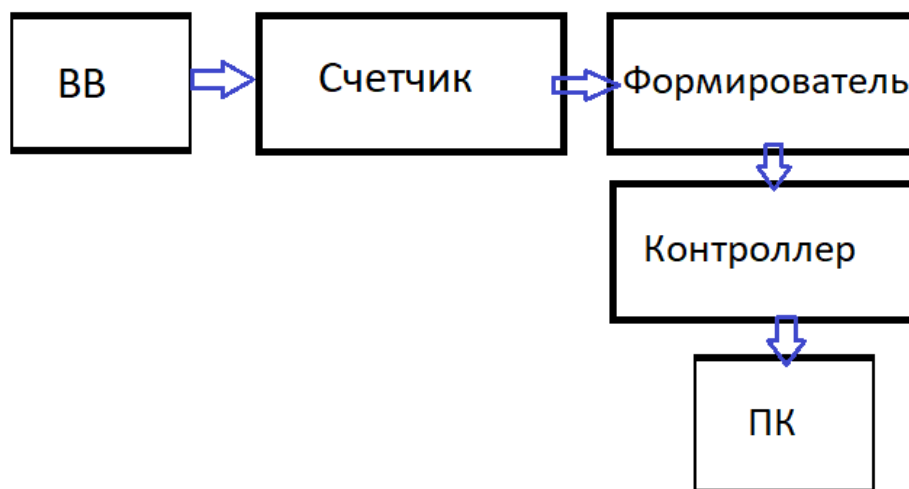 ВВ
Счетчик
Формирователь
Контроллер
ПК